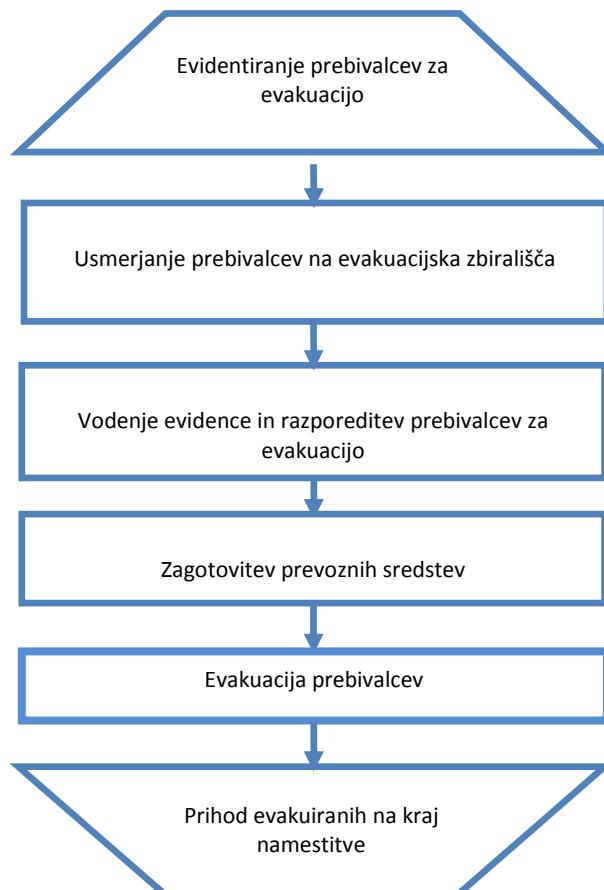 Evidentiranje prebivalcev za
evakuacijo
Usmerjanje prebivalcev na evakuacijska zbirališča
Vodenje evidence in razporeditev prebivalcev za
evakuacijo
Zagotovitev prevoznih sredstev
Evakuacija prebivalcev
Prihod evakuiranih na kraj
namestitve